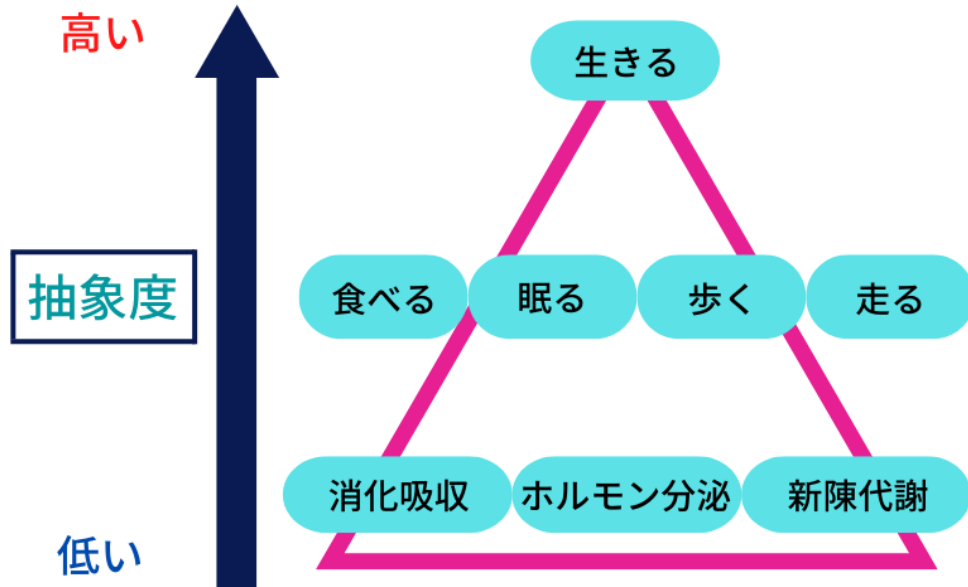 高い
生きる
抽象度
食べる
眠る
歩く
走る
消化吸収
ホルモン分泌
新陳代謝
低い